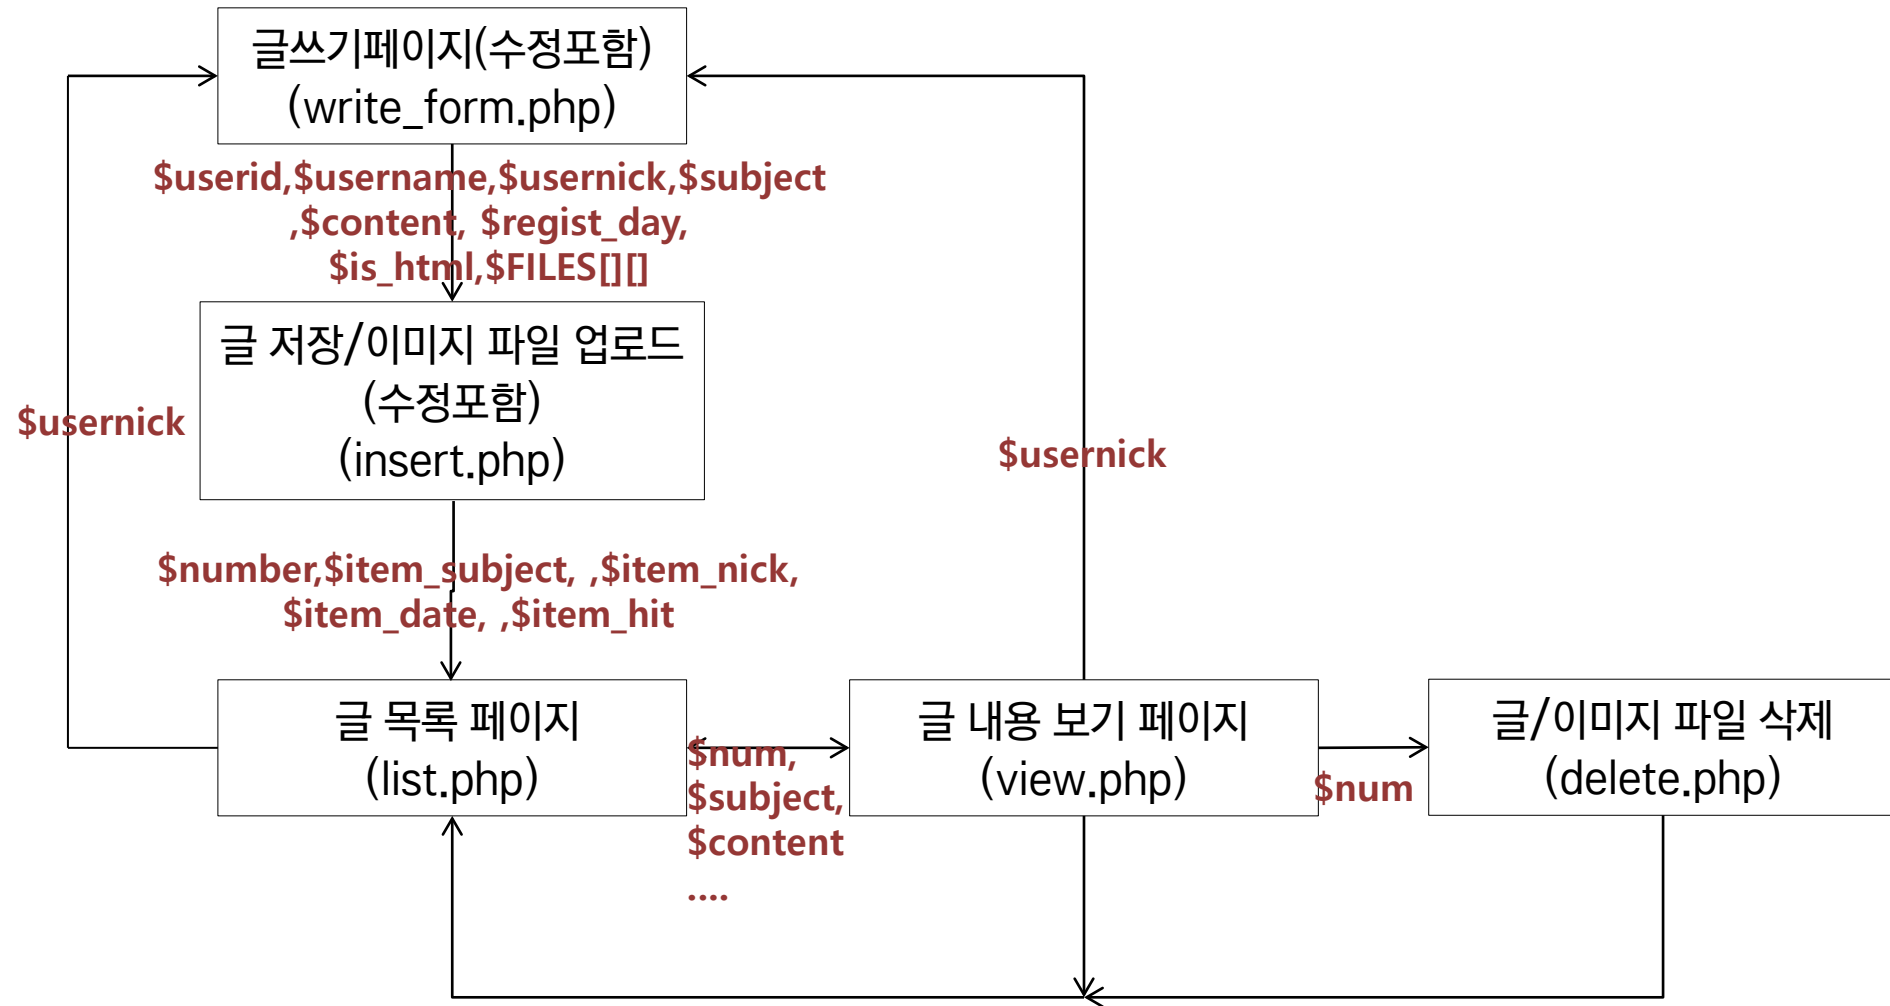 글쓰기페이지(수정포함)
(write_form.php)
$userid,$username,$usernick,$subject
,$content, $regist_day,
$is_html,$FILES[][]
글 저장/이미지 파일 업로드
(수정포함)
(insert.php)
$usernick
$usernick
$number,$item_subject, ,$item_nick,
$item_date, ,$item_hit
글 목록 페이지
(list.php)
$num,
$subject,
$content
....
글 내용 보기 페이지
(view.php)
$num
글/이미지 파일 삭제
(delete.php)